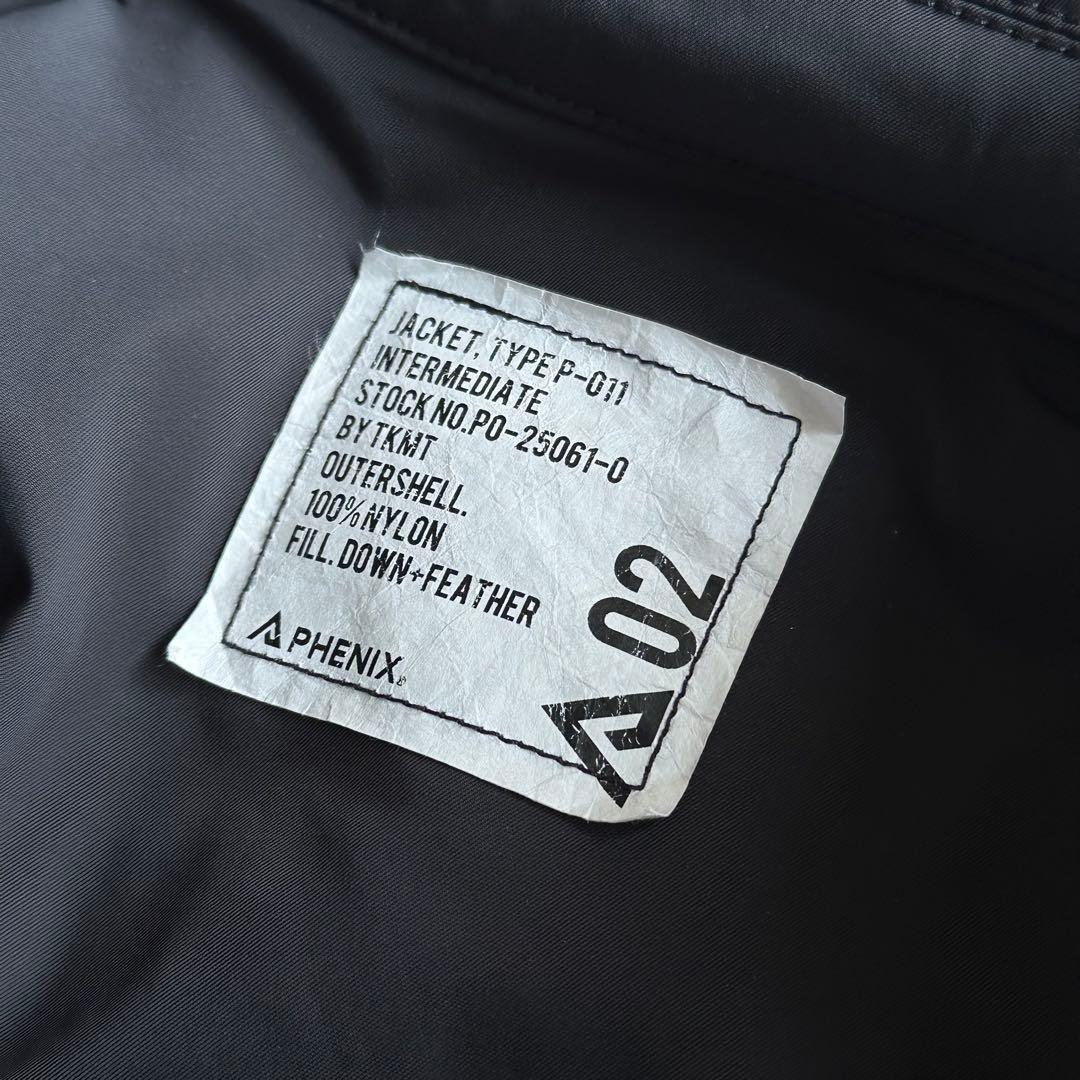 JACKET, TYPE P-011
INTERMEDIATE
STOCK NO. PO-25061-0
BY TKMT
OUTERSHELL.
100% NYLON
FILL. DOWN+FEATHER
PHENIX®
02